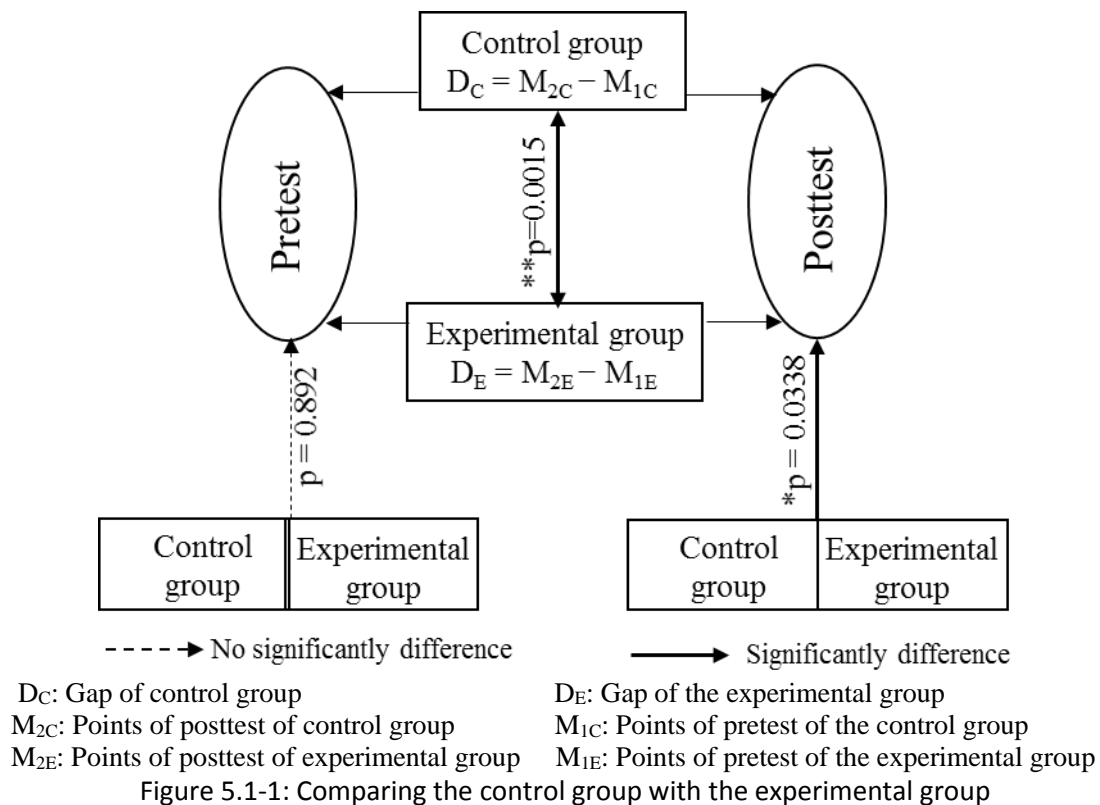 Control group
D_C = M_2C − M_1C
Pretest
**p=0.0015
Posttest
Experimental group
D_E = M_2E − M_1E
p = 0.892
*p = 0.0338
Control group
Experimental group
Control group
Experimental group
No significantly difference
Significantly difference
D_C: Gap of control group
D_E: Gap of the experimental group
M_2C: Points of posttest of control group
M_1C: Points of pretest of the control group
M_2E: Points of posttest of experimental group
M_1E: Points of pretest of the experimental group
Figure 5.1-1: Comparing the control group with the experimental group